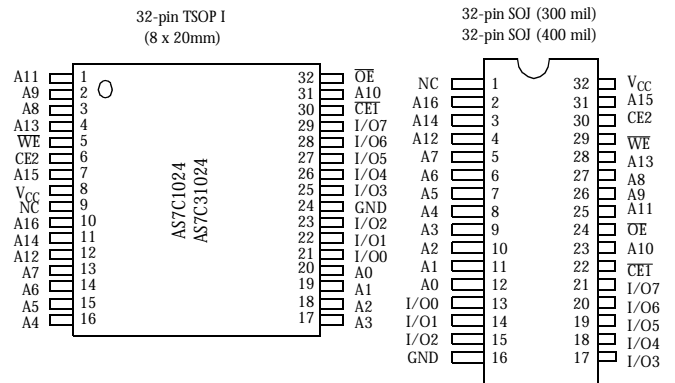 32-pin TSOP I
(8 x 20mm)
A11 1 32 OE
A9 2 31 A10
A8 3 30 CE1
A13 4 29 I/O7
WE 5 28 I/O6
CE2 6 27 I/O5
A15 7 26 I/O4
VCC 8 25 I/O3
NC 9 24 GND
A16 10 23 I/O2
A14 11 22 I/O1
A12 12 21 I/O0
A7 13 20 A0
A6 14 19 A1
A5 15 18 A2
A4 16 17 A3
AS7C1024
AS7C31024
32-pin SOJ (300 mil)
32-pin SOJ (400 mil)
NC 1 32 VCC
A16 2 31 A15
A14 3 30 CE2
A12 4 29 WE
A7 5 28 A13
A6 6 27 A8
A5 7 26 A9
A4 8 25 A11
A3 9 24 OE
A2 10 23 A10
A1 11 22 CE1
A0 12 21 I/O7
I/O0 13 20 I/O6
I/O1 14 19 I/O5
I/O2 15 18 I/O4
GND 16 17 I/O3